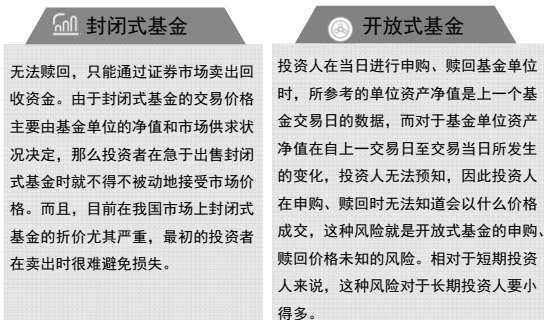 封闭式基金
无法赎回，只能通过证券市场卖出回
收资金。由于封闭式基金的交易价格
主要由基金单位的净值和市场供求状
况决定，那么投资者在急于出售封闭
式基金时就不得不被动地接受市场价
格。而且，目前在我国市场上封闭式
基金的折价尤其严重，最初的投资者
在卖出时很难避免损失。
开放式基金
投资人在当日进行申购、赎回基金单位
时，所参考的单位资产净值是上一个基
金交易日的数据，而对于基金单位资产
净值在自上一交易日至交易当日所发生
的变化，投资人无法预知，因此投资人
在申购、赎回时无法知道会以什么价格
成交，这种风险就是开放式基金的申购、
赎回价格未知的风险。相对于短期投资
人来说，这种风险对于长期投资人要小
得多。